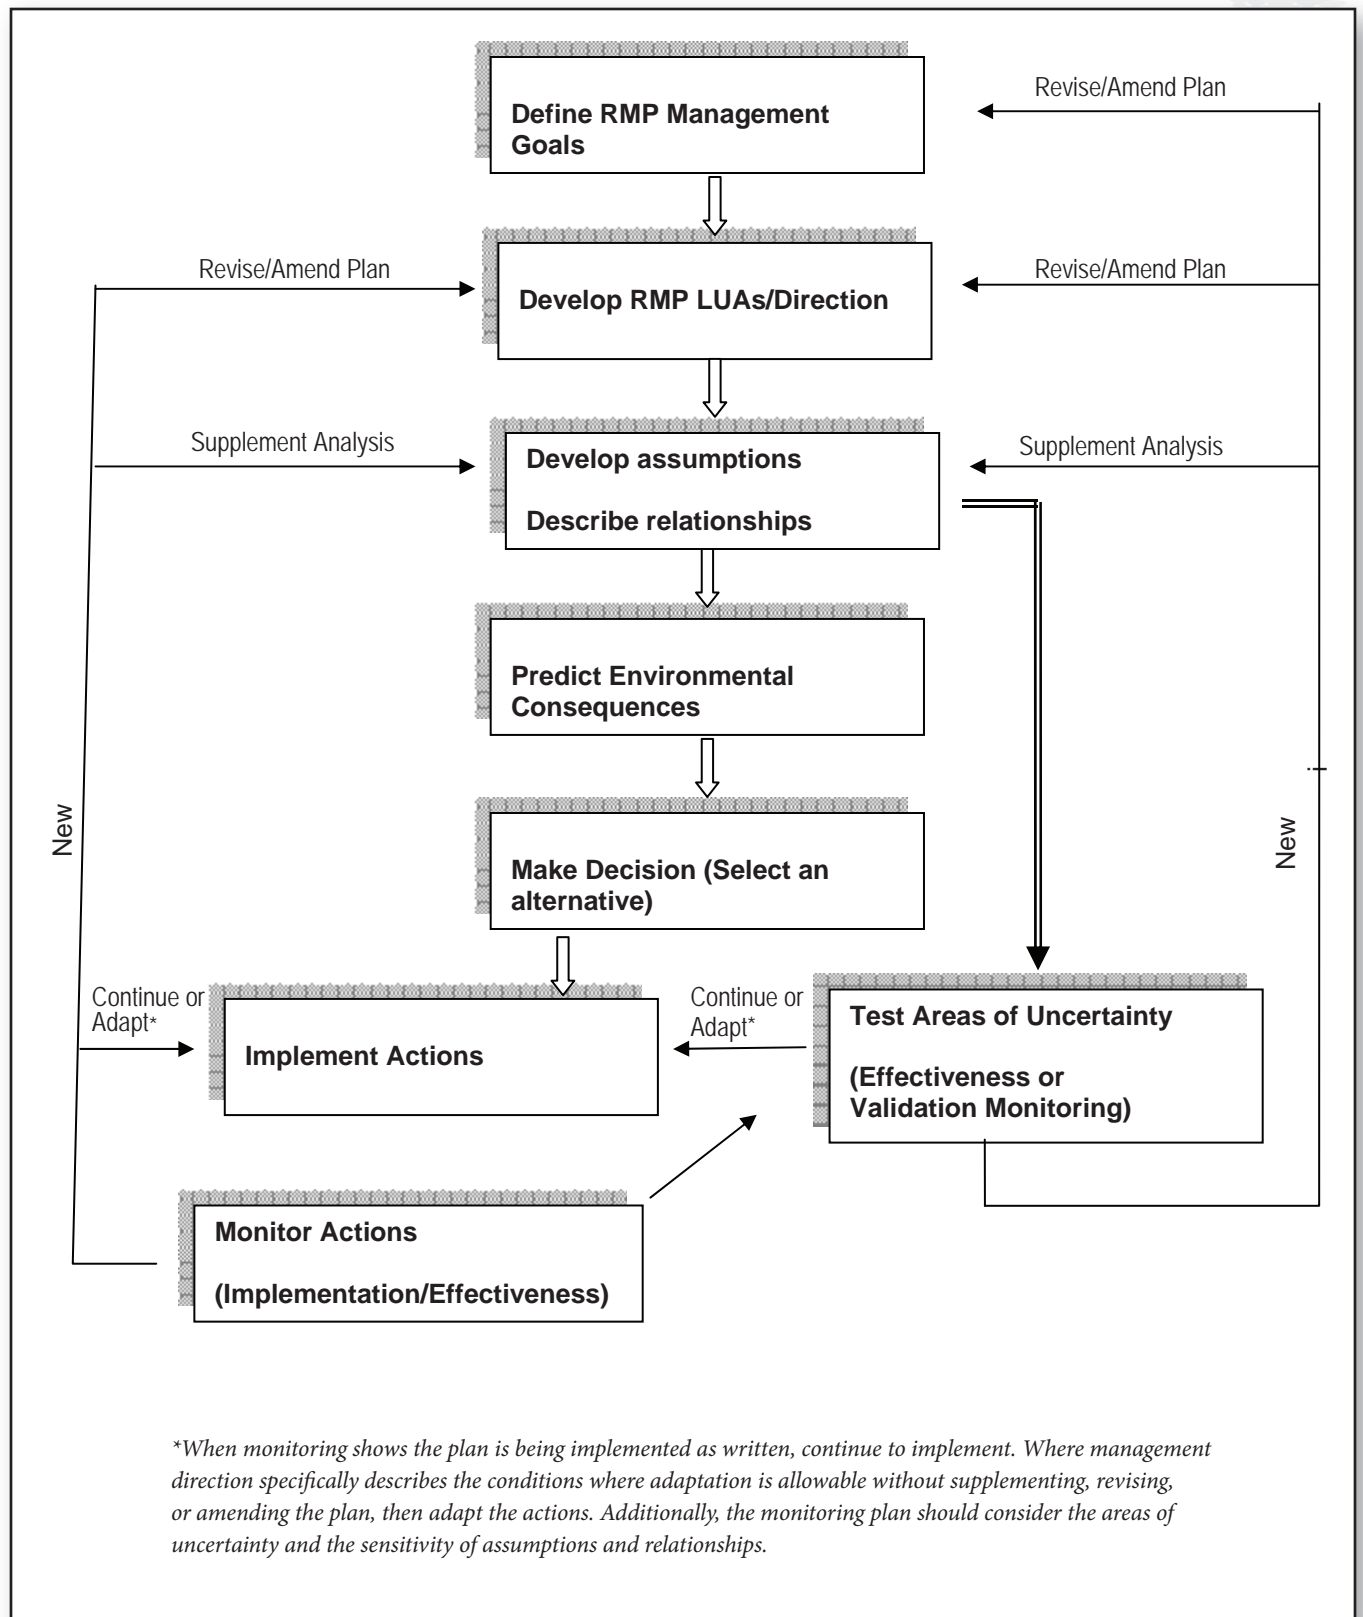 Revise/Amend Plan
Define RMP Management
Goals
Revise/Amend Plan
Revise/Amend Plan
Develop RMP LUAs/Direction
Supplement Analysis
Supplement Analysis
Develop assumptions
Describe relationships
Predict Environmental
Consequences
New
New
Make Decision (Select an
alternative)
Continue or
Adapt*
Implement Actions
Continue or
Adapt*
Test Areas of Uncertainty
(Effectiveness or
Validation Monitoring)
Monitor Actions
(Implementation/Effectiveness)
*When monitoring shows the plan is being implemented as written, continue to implement. Where management
direction specifically describes the conditions where adaptation is allowable without supplementing, revising,
or amending the plan, then adapt the actions. Additionally, the monitoring plan should consider the areas of
uncertainty and the sensitivity of assumptions and relationships.